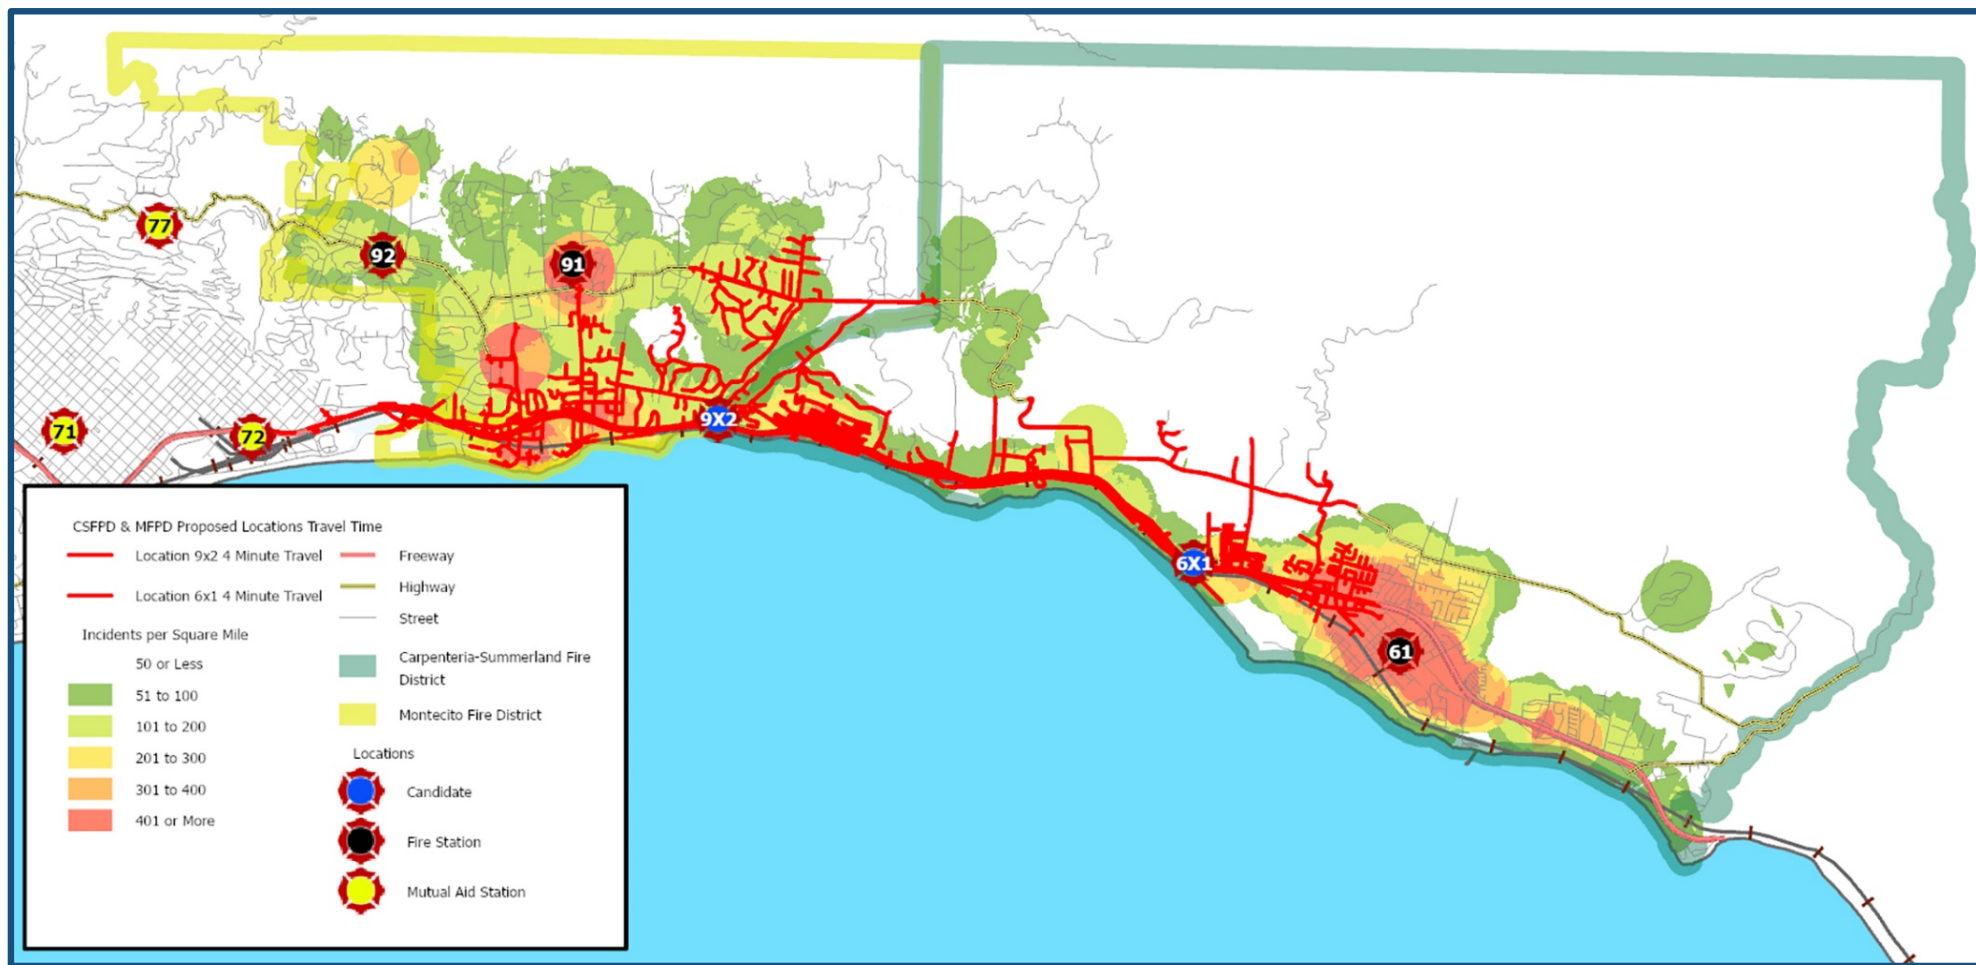 77
92
91
9X2
71
72
6X1
61
CSFPD & MFPD Proposed Locations Travel Time
Location 9x2 4 Minute Travel
Location 6x1 4 Minute Travel
Incidents per Square Mile
50 or Less
51 to 100
101 to 200
201 to 300
301 to 400
401 or More
Freeway
Highway
Street
Carpenteria-Summerland Fire
District
Montecito Fire District
Locations
Candidate
Fire Station
Mutual Aid Station